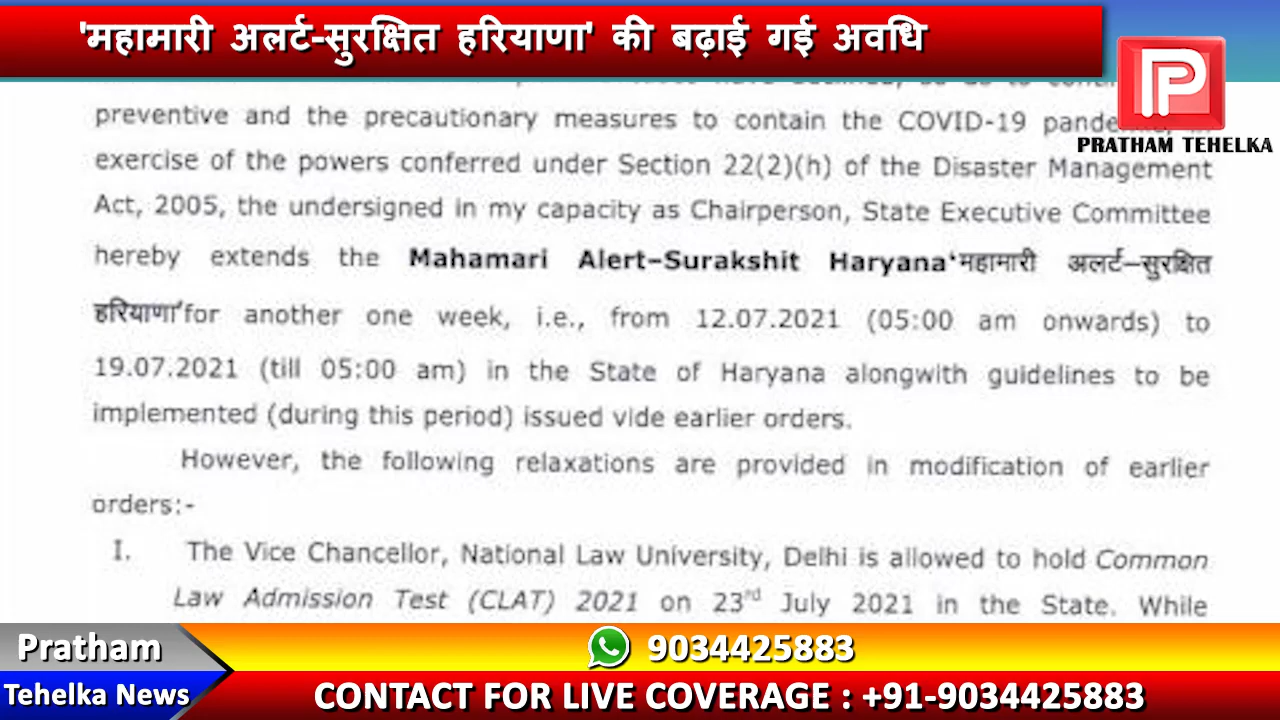 'महामारी अलर्ट-सुरक्षित हरियाणा' की बढ़ाई गई अवधि
P
PRATHAM TEHELKA
preventive and the precautionary measures to contain the COVID-19
exercise of the powers conferred under Section 22(2)(h) of the Disaster Management
Act, 2005, the undersigned in my capacity as Chairperson, State Executive Committee
hereby extends the Mahamari Alert–Surakshit Haryana‘महामारी अलर्ट–सुरक्षित
हरियाणा’for another one week, i.e., from 12.07.2021 (05:00 am onwards) to
19.07.2021 (till 05:00 am) in the State of Haryana alongwith guidelines to be
implemented (during this period) issued vide earlier orders.
However, the following relaxations are provided in modification of earlier
orders:-
I. The Vice Chancellor, National Law University, Delhi is allowed to hold Common
Law Admission Test (CLAT) 2021 on 23rd July 2021 in the State. While
Pratham
9034425883
Tehelka News
CONTACT FOR LIVE COVERAGE : +91-9034425883